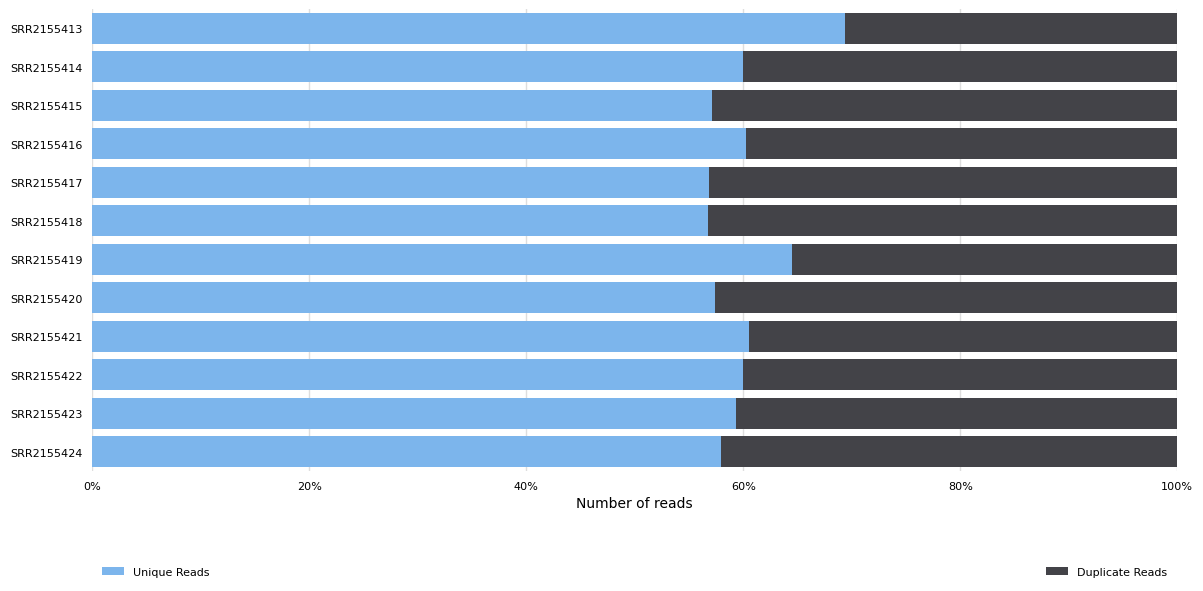 SRR2155413
SRR2155414
SRR2155415
SRR2155416
SRR2155417
SRR2155418
SRR2155419
SRR2155420
SRR2155421
SRR2155422
SRR2155423
SRR2155424
0% 20% 40% 60% 80% 100%
Number of reads
Unique Reads Duplicate Reads